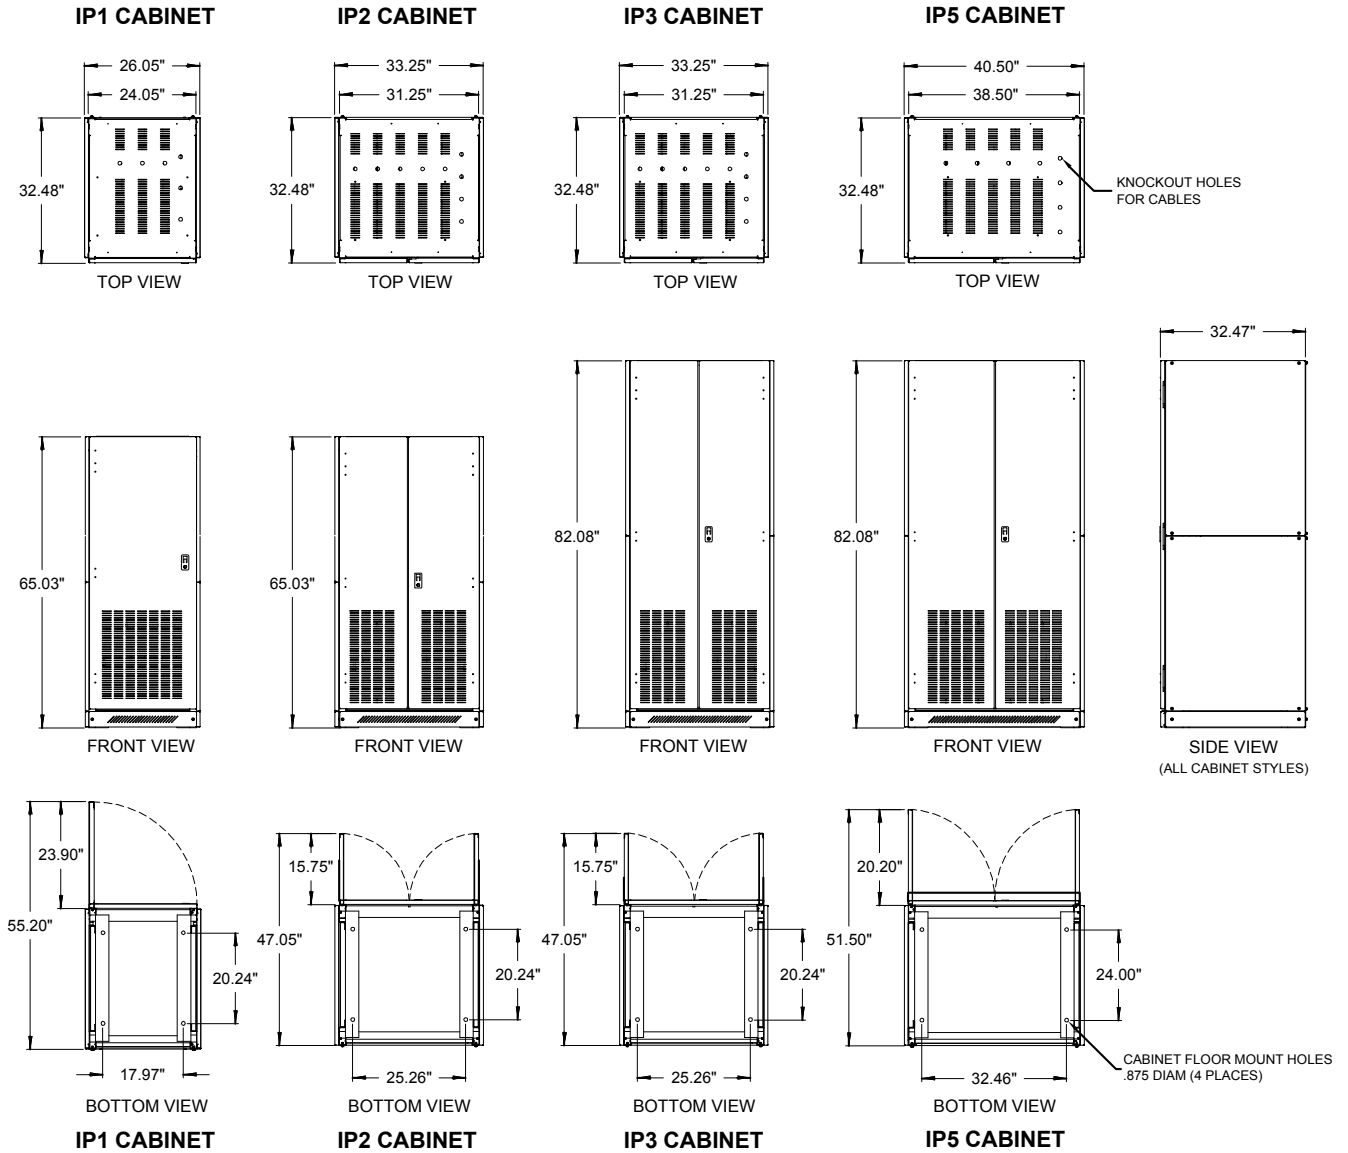 IP1 CABINET
IP2 CABINET
IP3 CABINET
IP5 CABINET
26.05"
33.25"
33.25"
40.50"
24.05"
31.25"
31.25"
38.50"
32.48"
32.48"
32.48"
32.48"
KNOCKOUT HOLES
FOR CABLES
TOP VIEW
TOP VIEW
TOP VIEW
TOP VIEW
32.47"
82.08"
82.08"
65.03"
65.03"
FRONT VIEW
FRONT VIEW
FRONT VIEW
FRONT VIEW
SIDE VIEW
(ALL CABINET STYLES)
23.90"
15.75"
15.75"
20.20"
55.20"
47.05"
47.05"
51.50"
20.24"
20.24"
20.24"
24.00"
CABINET FLOOR MOUNT HOLES
.875 DIAM (4 PLACES)
17.97"
25.26"
25.26"
32.46"
BOTTOM VIEW
BOTTOM VIEW
BOTTOM VIEW
BOTTOM VIEW
IP1 CABINET
IP2 CABINET
IP3 CABINET
IP5 CABINET